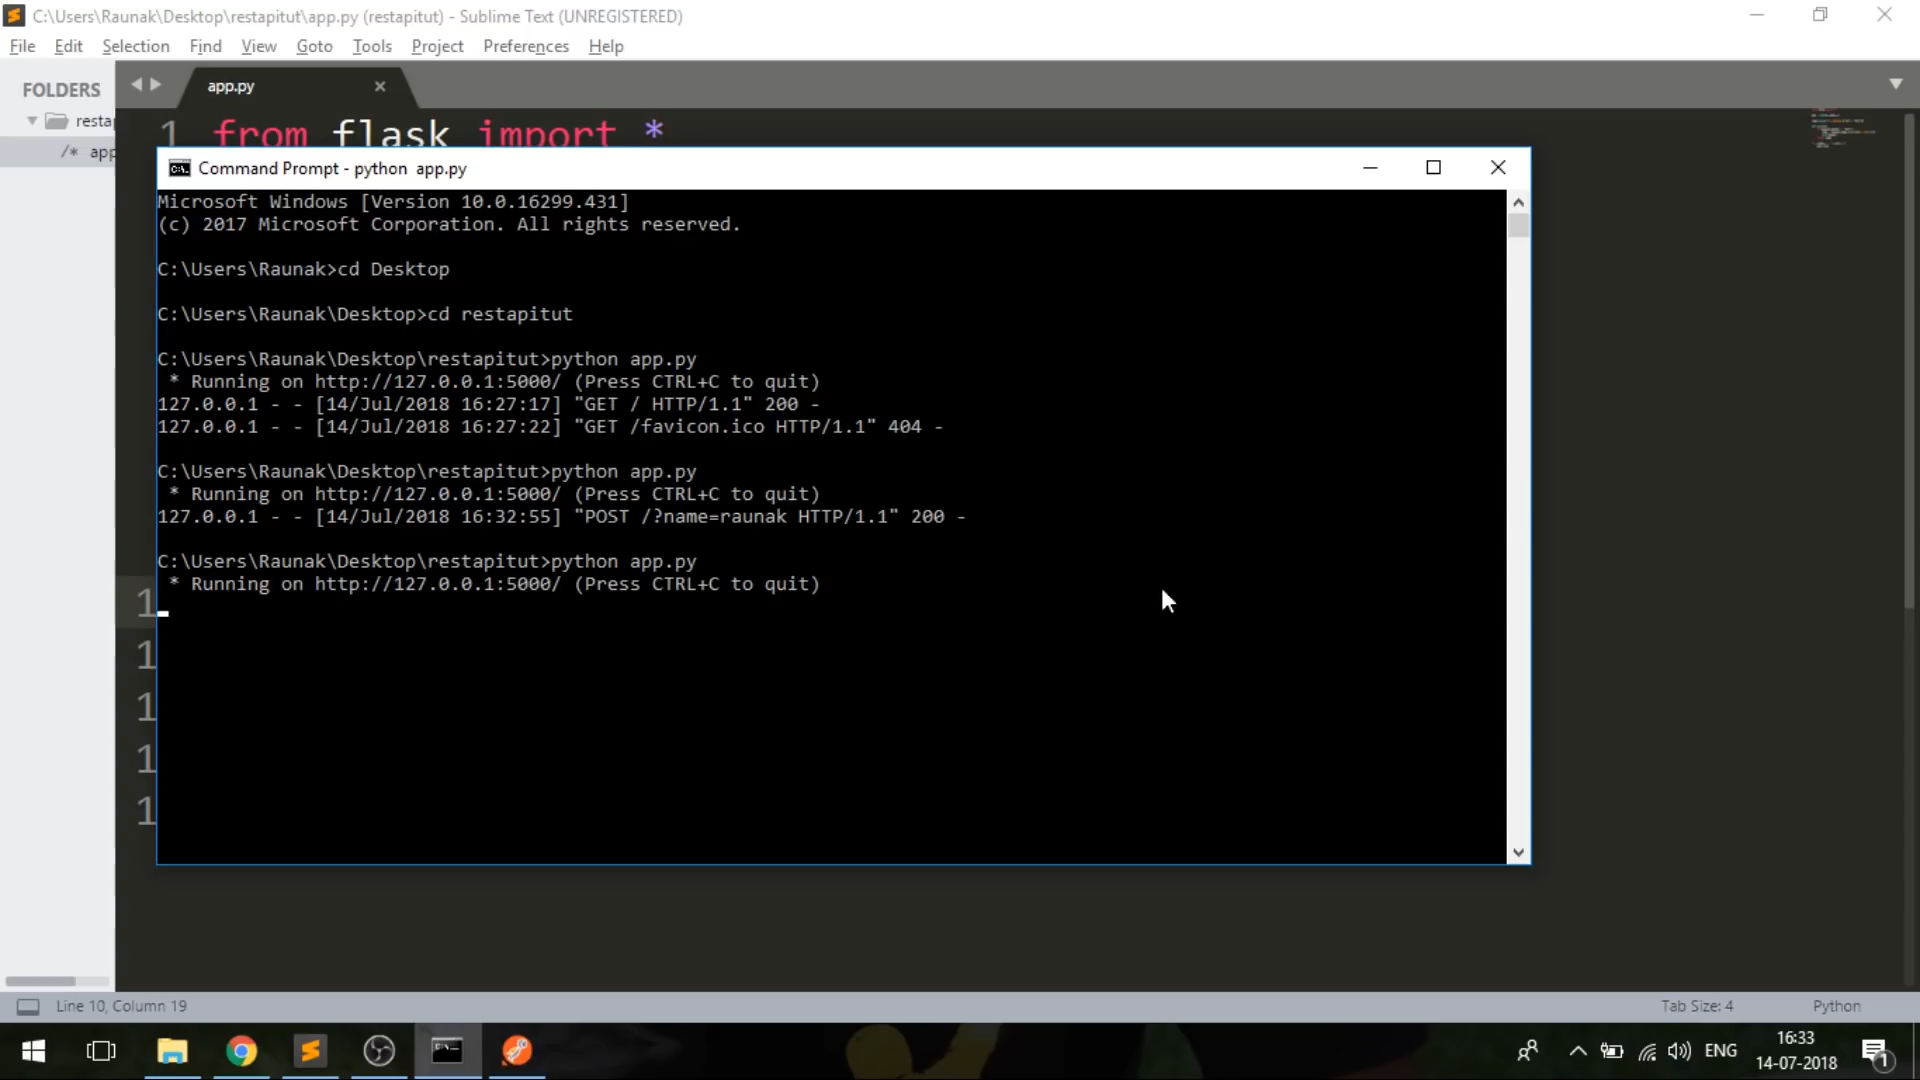 C:\Users\Raunak\Desktop\restapitut\app.py (restapitut) - Sublime Text (UNREGISTERED)
File Edit Selection Find View Goto Tools Project Preferences Help
FOLDERS
app.py
resta
/* app
1 from flask import *
Command Prompt - python  app.py
Microsoft Windows [Version 10.0.16299.431]
(c) 2017 Microsoft Corporation. All rights reserved.
C:\Users\Raunak>cd Desktop
C:\Users\Raunak\Desktop>cd restapitut
C:\Users\Raunak\Desktop\restapitut>python app.py
* Running on http://127.0.0.1:5000/ (Press CTRL+C to quit)
127.0.0.1 - - [14/Jul/2018 16:27:17] "GET / HTTP/1.1" 200 -
127.0.0.1 - - [14/Jul/2018 16:27:22] "GET /favicon.ico HTTP/1.1" 404 -
C:\Users\Raunak\Desktop\restapitut>python app.py
* Running on http://127.0.0.1:5000/ (Press CTRL+C to quit)
127.0.0.1 - - [14/Jul/2018 16:32:55] "POST /?name=raunak HTTP/1.1" 200 -
C:\Users\Raunak\Desktop\restapitut>python app.py
* Running on http://127.0.0.1:5000/ (Press CTRL+C to quit)
1
1
1
1
1
Line 10, Column 19
Tab Size: 4
Python
ENG
16:33
14-07-2018
1